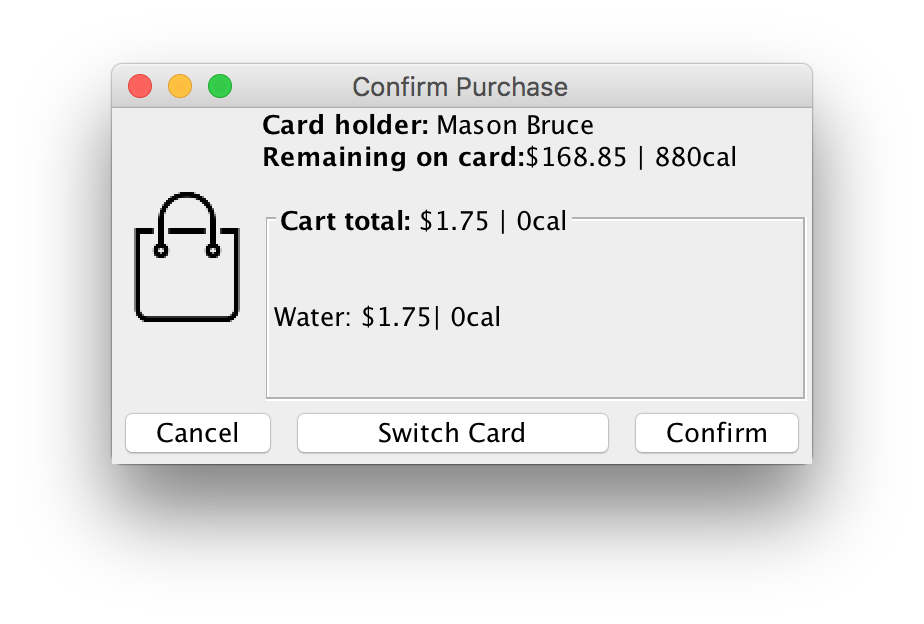 Confirm Purchase
Card holder: Mason Bruce
Remaining on card:$168.85 | 880cal
Cart total: $1.75 | 0cal
Water: $1.75| 0cal
Cancel Switch Card Confirm